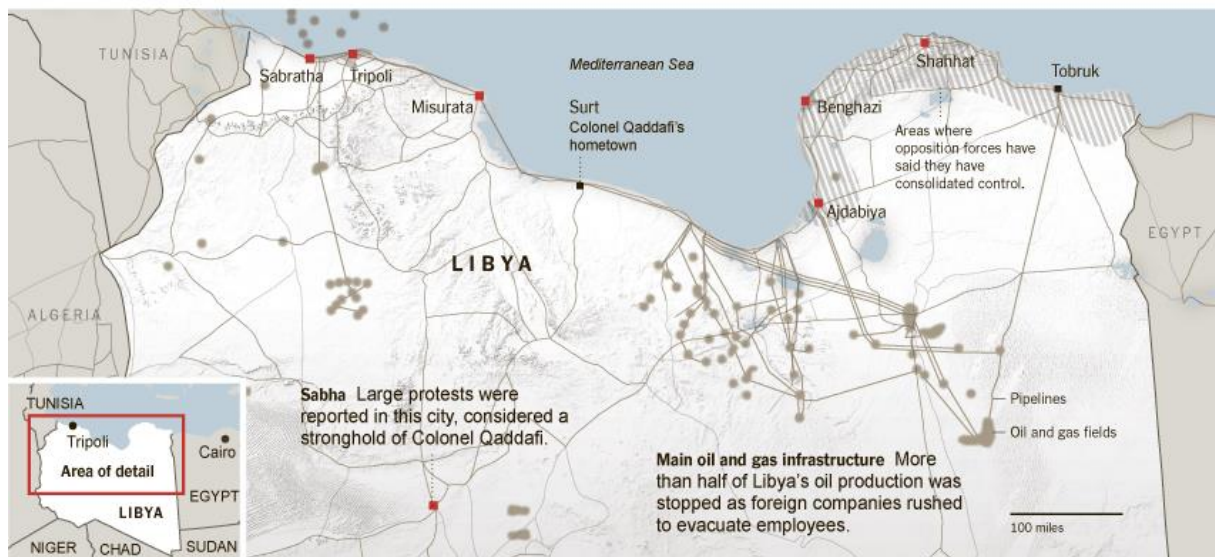 TUNISIA
Sabratha
Tripoli
Misurata
Mediterranean Sea
Surt
Colonel Qaddafi's
hometown
Shahhat
Tobruk
Benghazi
Areas where
opposition forces have
said they have
consolidated control.
Ajdabiya
EGYPT
LIBYA
ALGERIA
Sabha Large protests were
reported in this city, considered a
stronghold of Colonel Qaddafi.
Pipelines
Oil and gas fields
Main oil and gas infrastructure More
than half of Libya's oil production was
stopped as foreign companies rushed
to evacuate employees.
100 miles
TUNISIA
Tripoli
Cairo
Area of detail
EGYPT
LIBYA
NIGER
CHAD
SUDAN